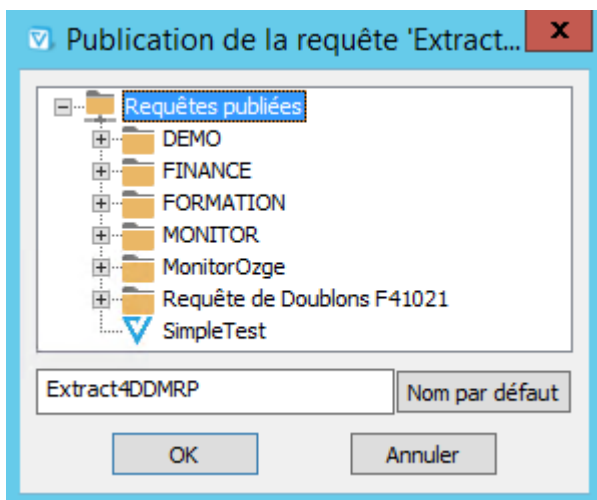 Publication de la requête 'Extract...
Requêtes publiées
DEMO
FINANCE
FORMATION
MONITOR
MonitorOzge
Requête de Doublons F41021
SimpleTest
Extract4DDMRP
Nom par défaut
OK
Annuler